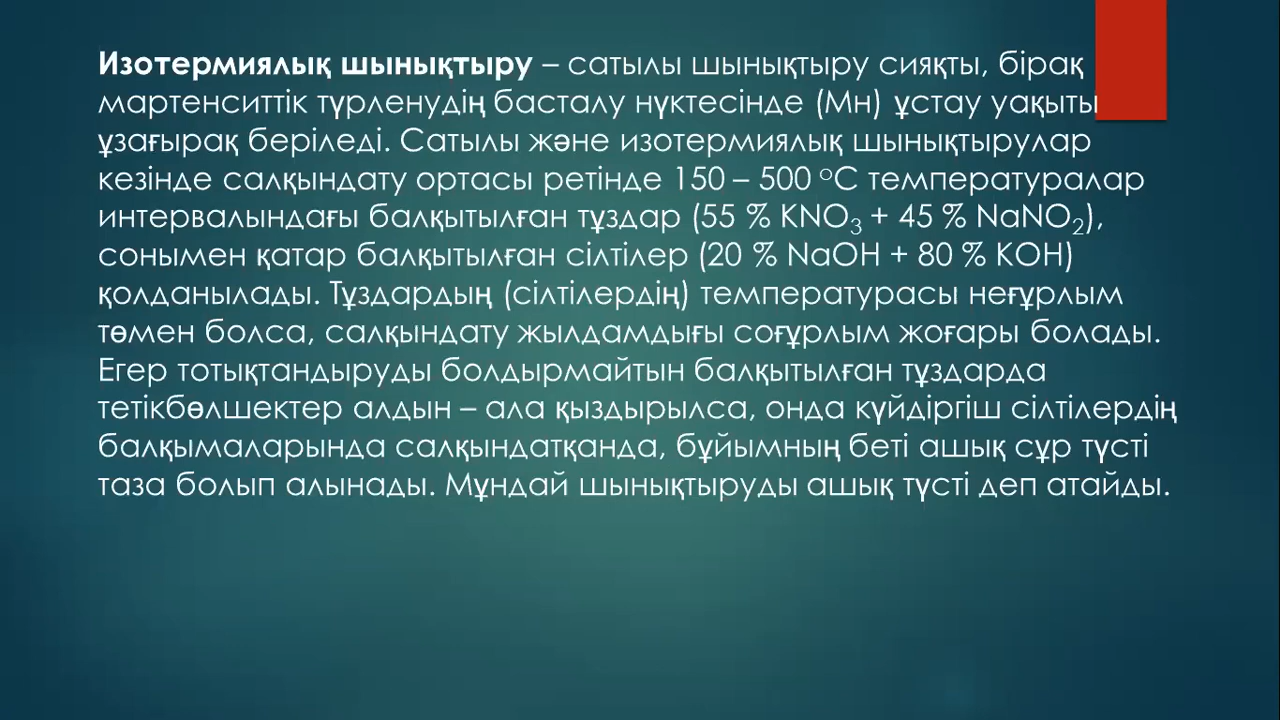 Изотермиялық шынықтыру – сатылы шынықтыру сияқты, бірақ
мартенситтік түрленудің басталу нүктесінде (Мн) ұстау уақыты
ұзағырақ беріледі. Сатылы және изотермиялық шынықтырулар
кезінде салқындату ортасы ретінде 150 – 500 ᴼС температуралар
интервалындағы балқытылған тұздар (55 % KNO₃ + 45 % NaNO₂),
сонымен қатар балқытылған сілтілер (20 % NaOH + 80 % KOH)
қолданылады. Тұздардың (сілтілердің) температурасы неғұрлым
төмен болса, салқындату жылдамдығы соғұрлым жоғары болады.
Егер тотықтандыруды болдырмайтын балқытылған тұздарда
тетікбөлшектер алдын – ала қыздырылса, онда күйдіргіш сілтілердің
балқымаларында салқындатқанда, бұйымның беті ашық сұр түсті
таза болып алынады. Мұндай шынықтыруды ашық түсті деп атайды.